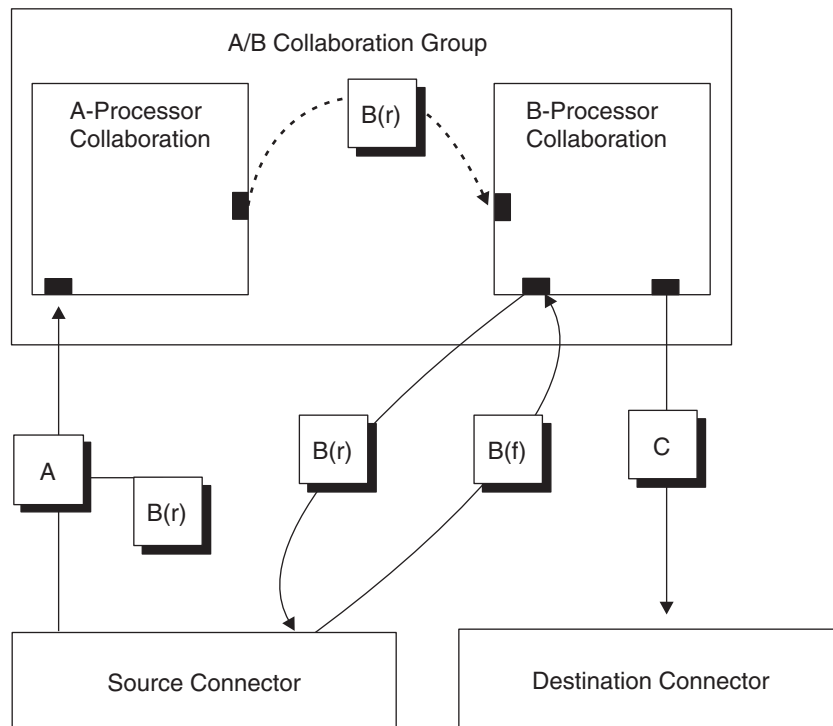 A/B Collaboration Group
A-Processor
Collaboration
B(r)
B-Processor
Collaboration
A
B(r)
B(r)
B(f)
C
Source Connector
Destination Connector